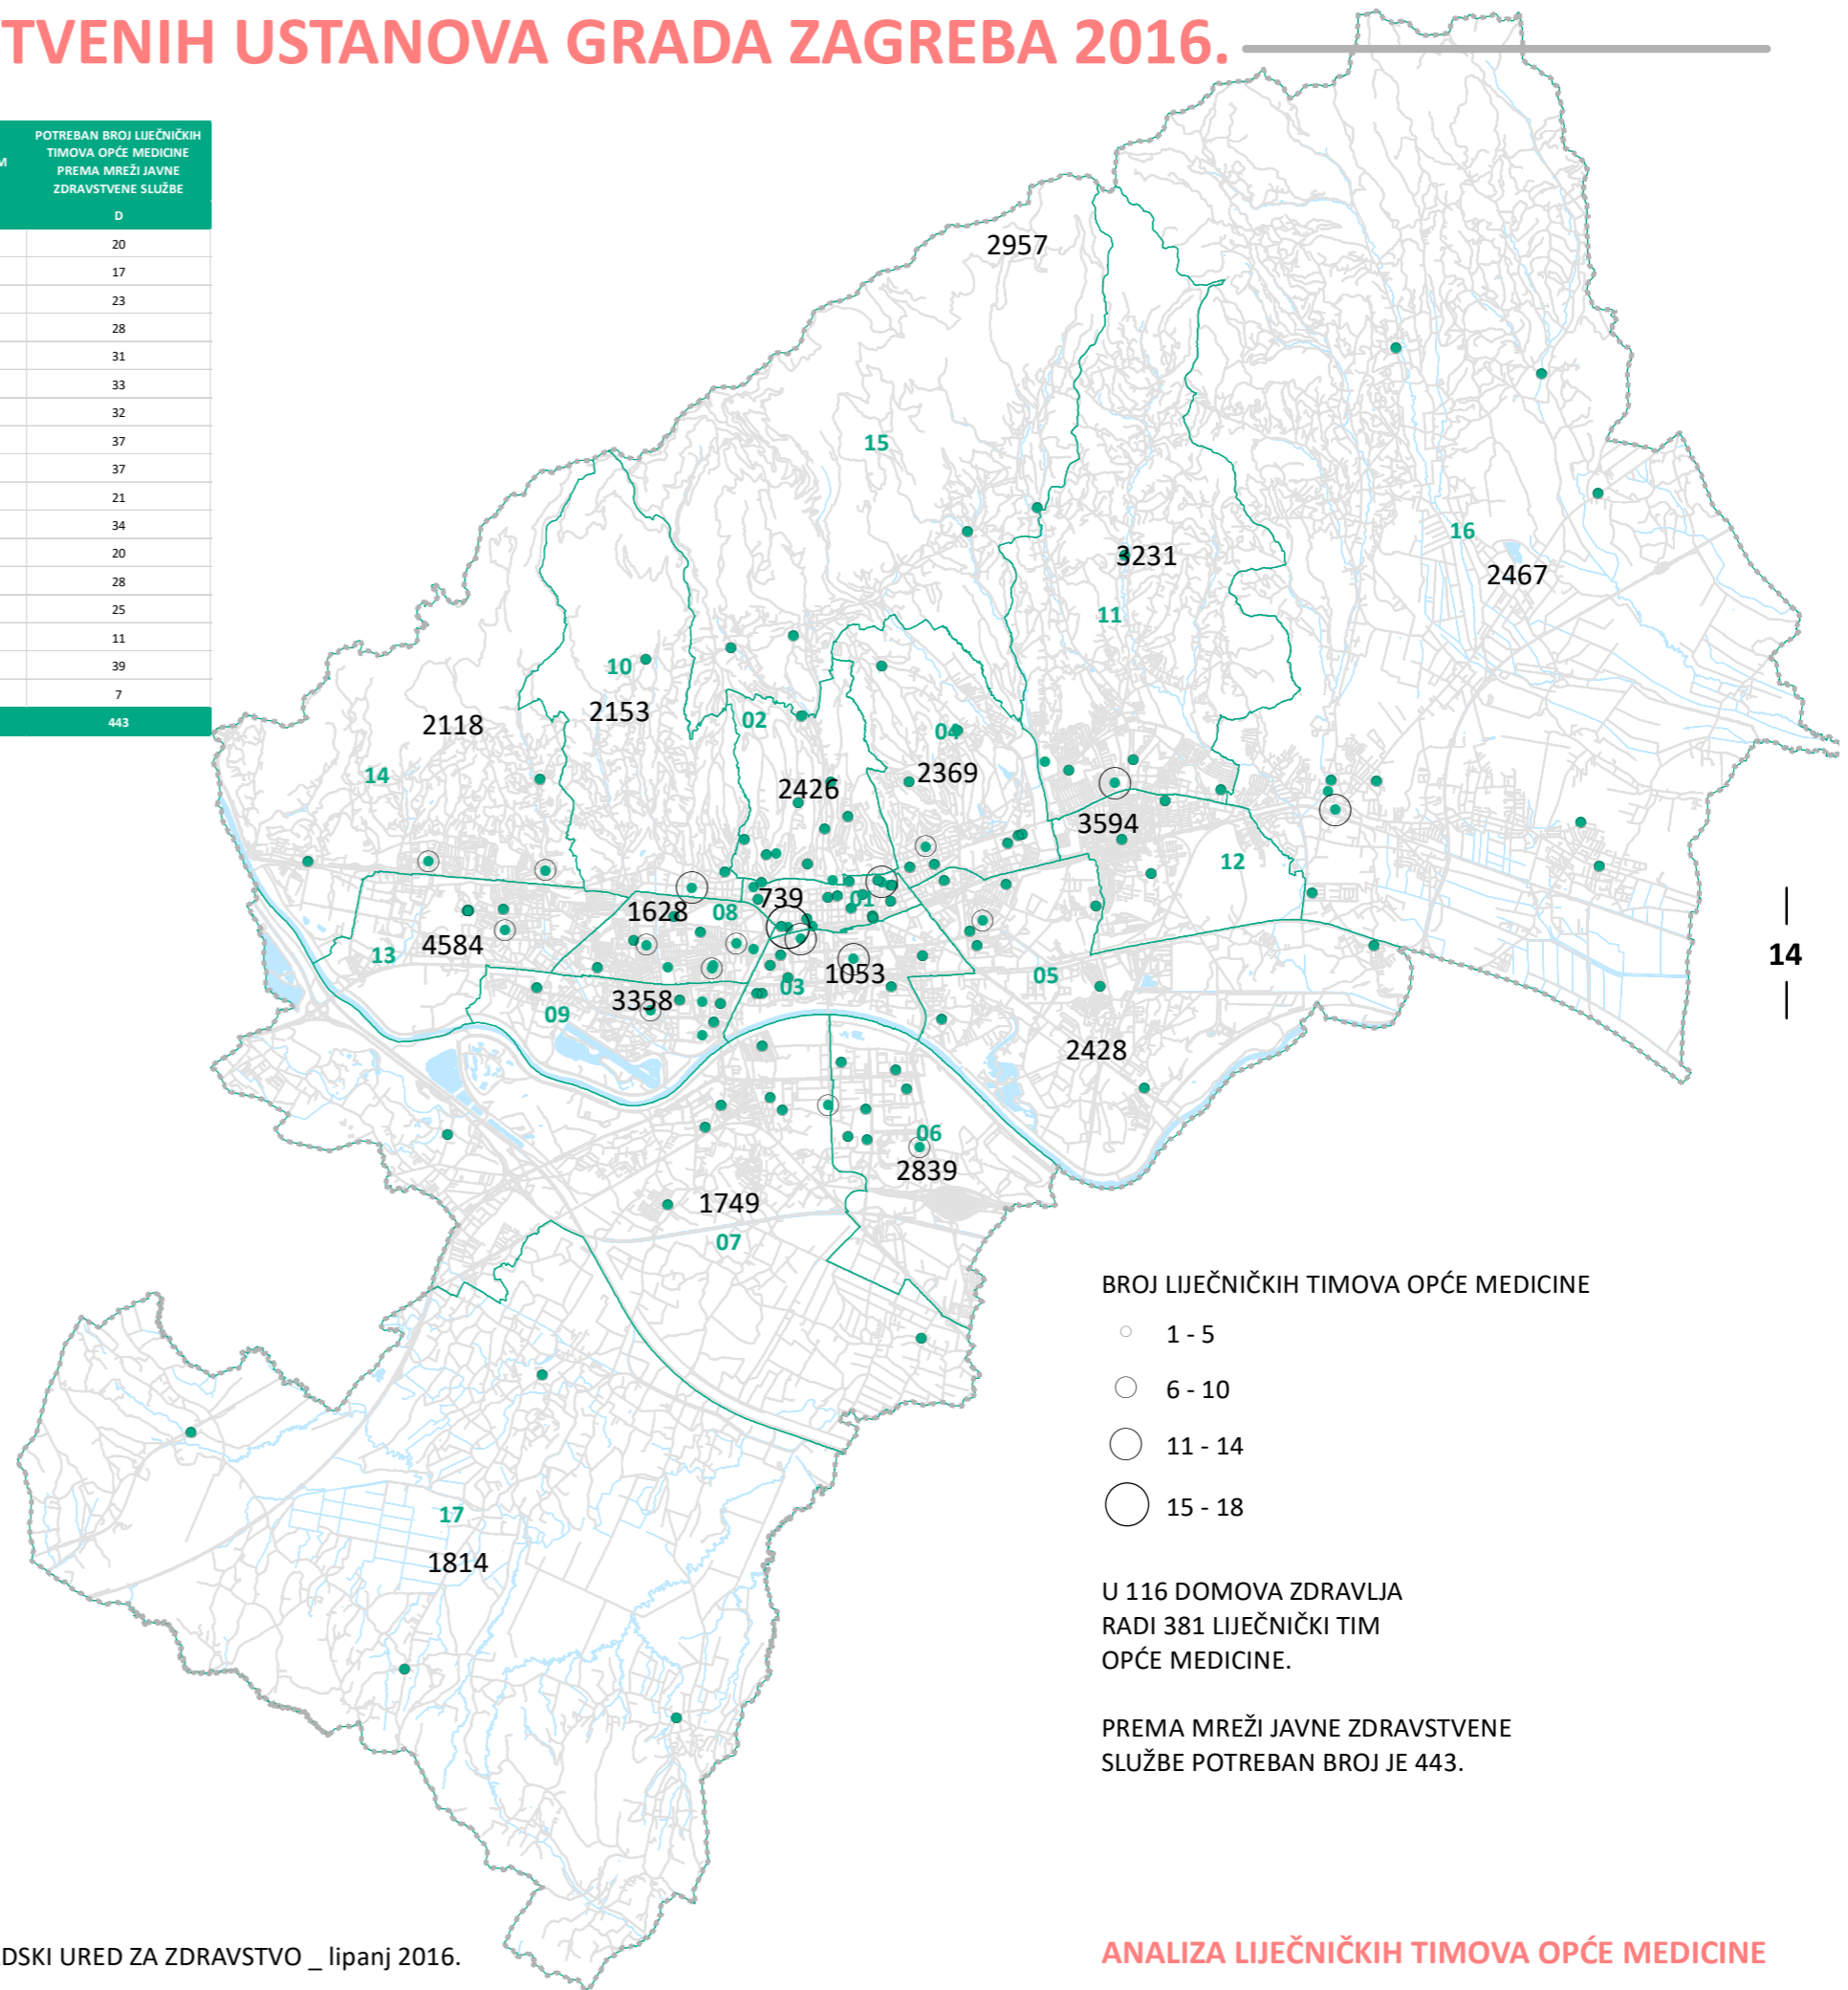 TVENIH USTANOVA GRADA ZAGREBA 2016.
M
POTREBAN BROJ LIJEČNIČKIH
TIMOVA OPĆE MEDICINE
PREMA MREŽI JAVNE
ZDRAVSTVENE SLUŽBE
D
20
17
23
28
31
33
32
37
37
21
34
20
28
25
11
39
7
443
2957
15
3231
11
16
2467
10
2153
02
2118
14
04
2369
2426
3594
12
739
01
1628
08
13
4584
1053
03
05
3358
09
2428
14
06
2839
1749
07
17
1814
BROJ LIJEČNIČKIH TIMOVA OPĆE MEDICINE
1 - 5
6 - 10
11 - 14
15 - 18
U 116 DOMOVA ZDRAVLJA
RADI 381 LIJEČNIČKI TIM
OPĆE MEDICINE.
PREMA MREŽI JAVNE ZDRAVSTVENE
SLUŽBE POTREBAN BROJ JE 443.
DSKI URED ZA ZDRAVSTVO _ lipanj 2016.
ANALIZA LIJEČNIČKIH TIMOVA OPĆE MEDICINE